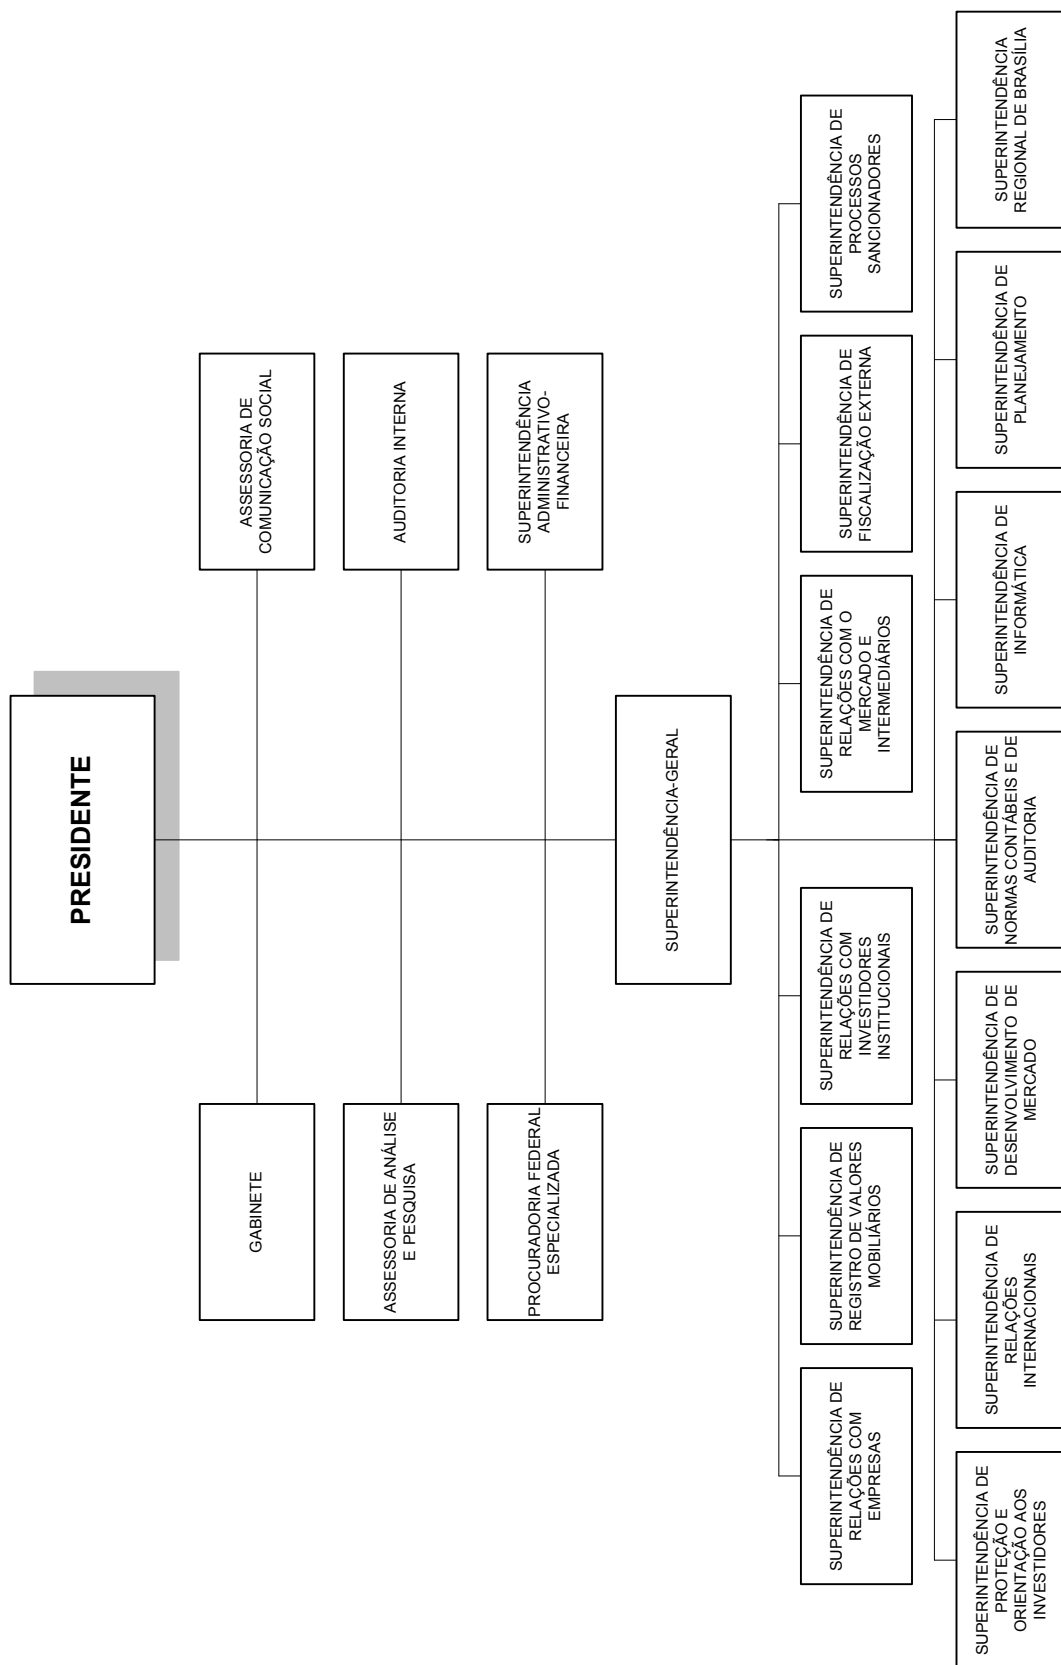 PRESIDENTE
GABINETE
ASSESSORIA DE
COMUNICAÇÃO SOCIAL
ASSESSORIA DE ANÁLISE
E PESQUISA
AUDITORIA INTERNA
PROCURADORIA FEDERAL
ESPECIALIZADA
SUPERINTENDÊNCIA
ADMINISTRATIVO-
FINANCEIRA
SUPERINTENDÊNCIA-GERAL
SUPERINTENDÊNCIA DE
RELAÇÕES COM
EMPRESAS
SUPERINTENDÊNCIA DE
REGISTRO DE VALORES
MOBILIÁRIOS
SUPERINTENDÊNCIA DE
RELAÇÕES COM
INVESTIDORES
INSTITUCIONAIS
SUPERINTENDÊNCIA DE
RELAÇÕES COM O
MERCADO E
INTERMEDIÁRIOS
SUPERINTENDÊNCIA DE
FISCALIZAÇÃO EXTERNA
SUPERINTENDÊNCIA DE
PROCESSOS
SANCIONADORES
SUPERINTENDÊNCIA DE
PROTEÇÃO E
ORIENTAÇÃO AOS
INVESTIDORES
SUPERINTENDÊNCIA DE
RELAÇÕES
INTERNACIONAIS
SUPERINTENDÊNCIA DE
DESENVOLVIMENTO DE
MERCADO
SUPERINTENDÊNCIA DE
NORMAS CONTÁBEIS E DE
AUDITORIA
SUPERINTENDÊNCIA DE
INFORMÁTICA
SUPERINTENDÊNCIA DE
PLANEJAMENTO
SUPERINTENDÊNCIA
REGIONAL DE BRASÍLIA